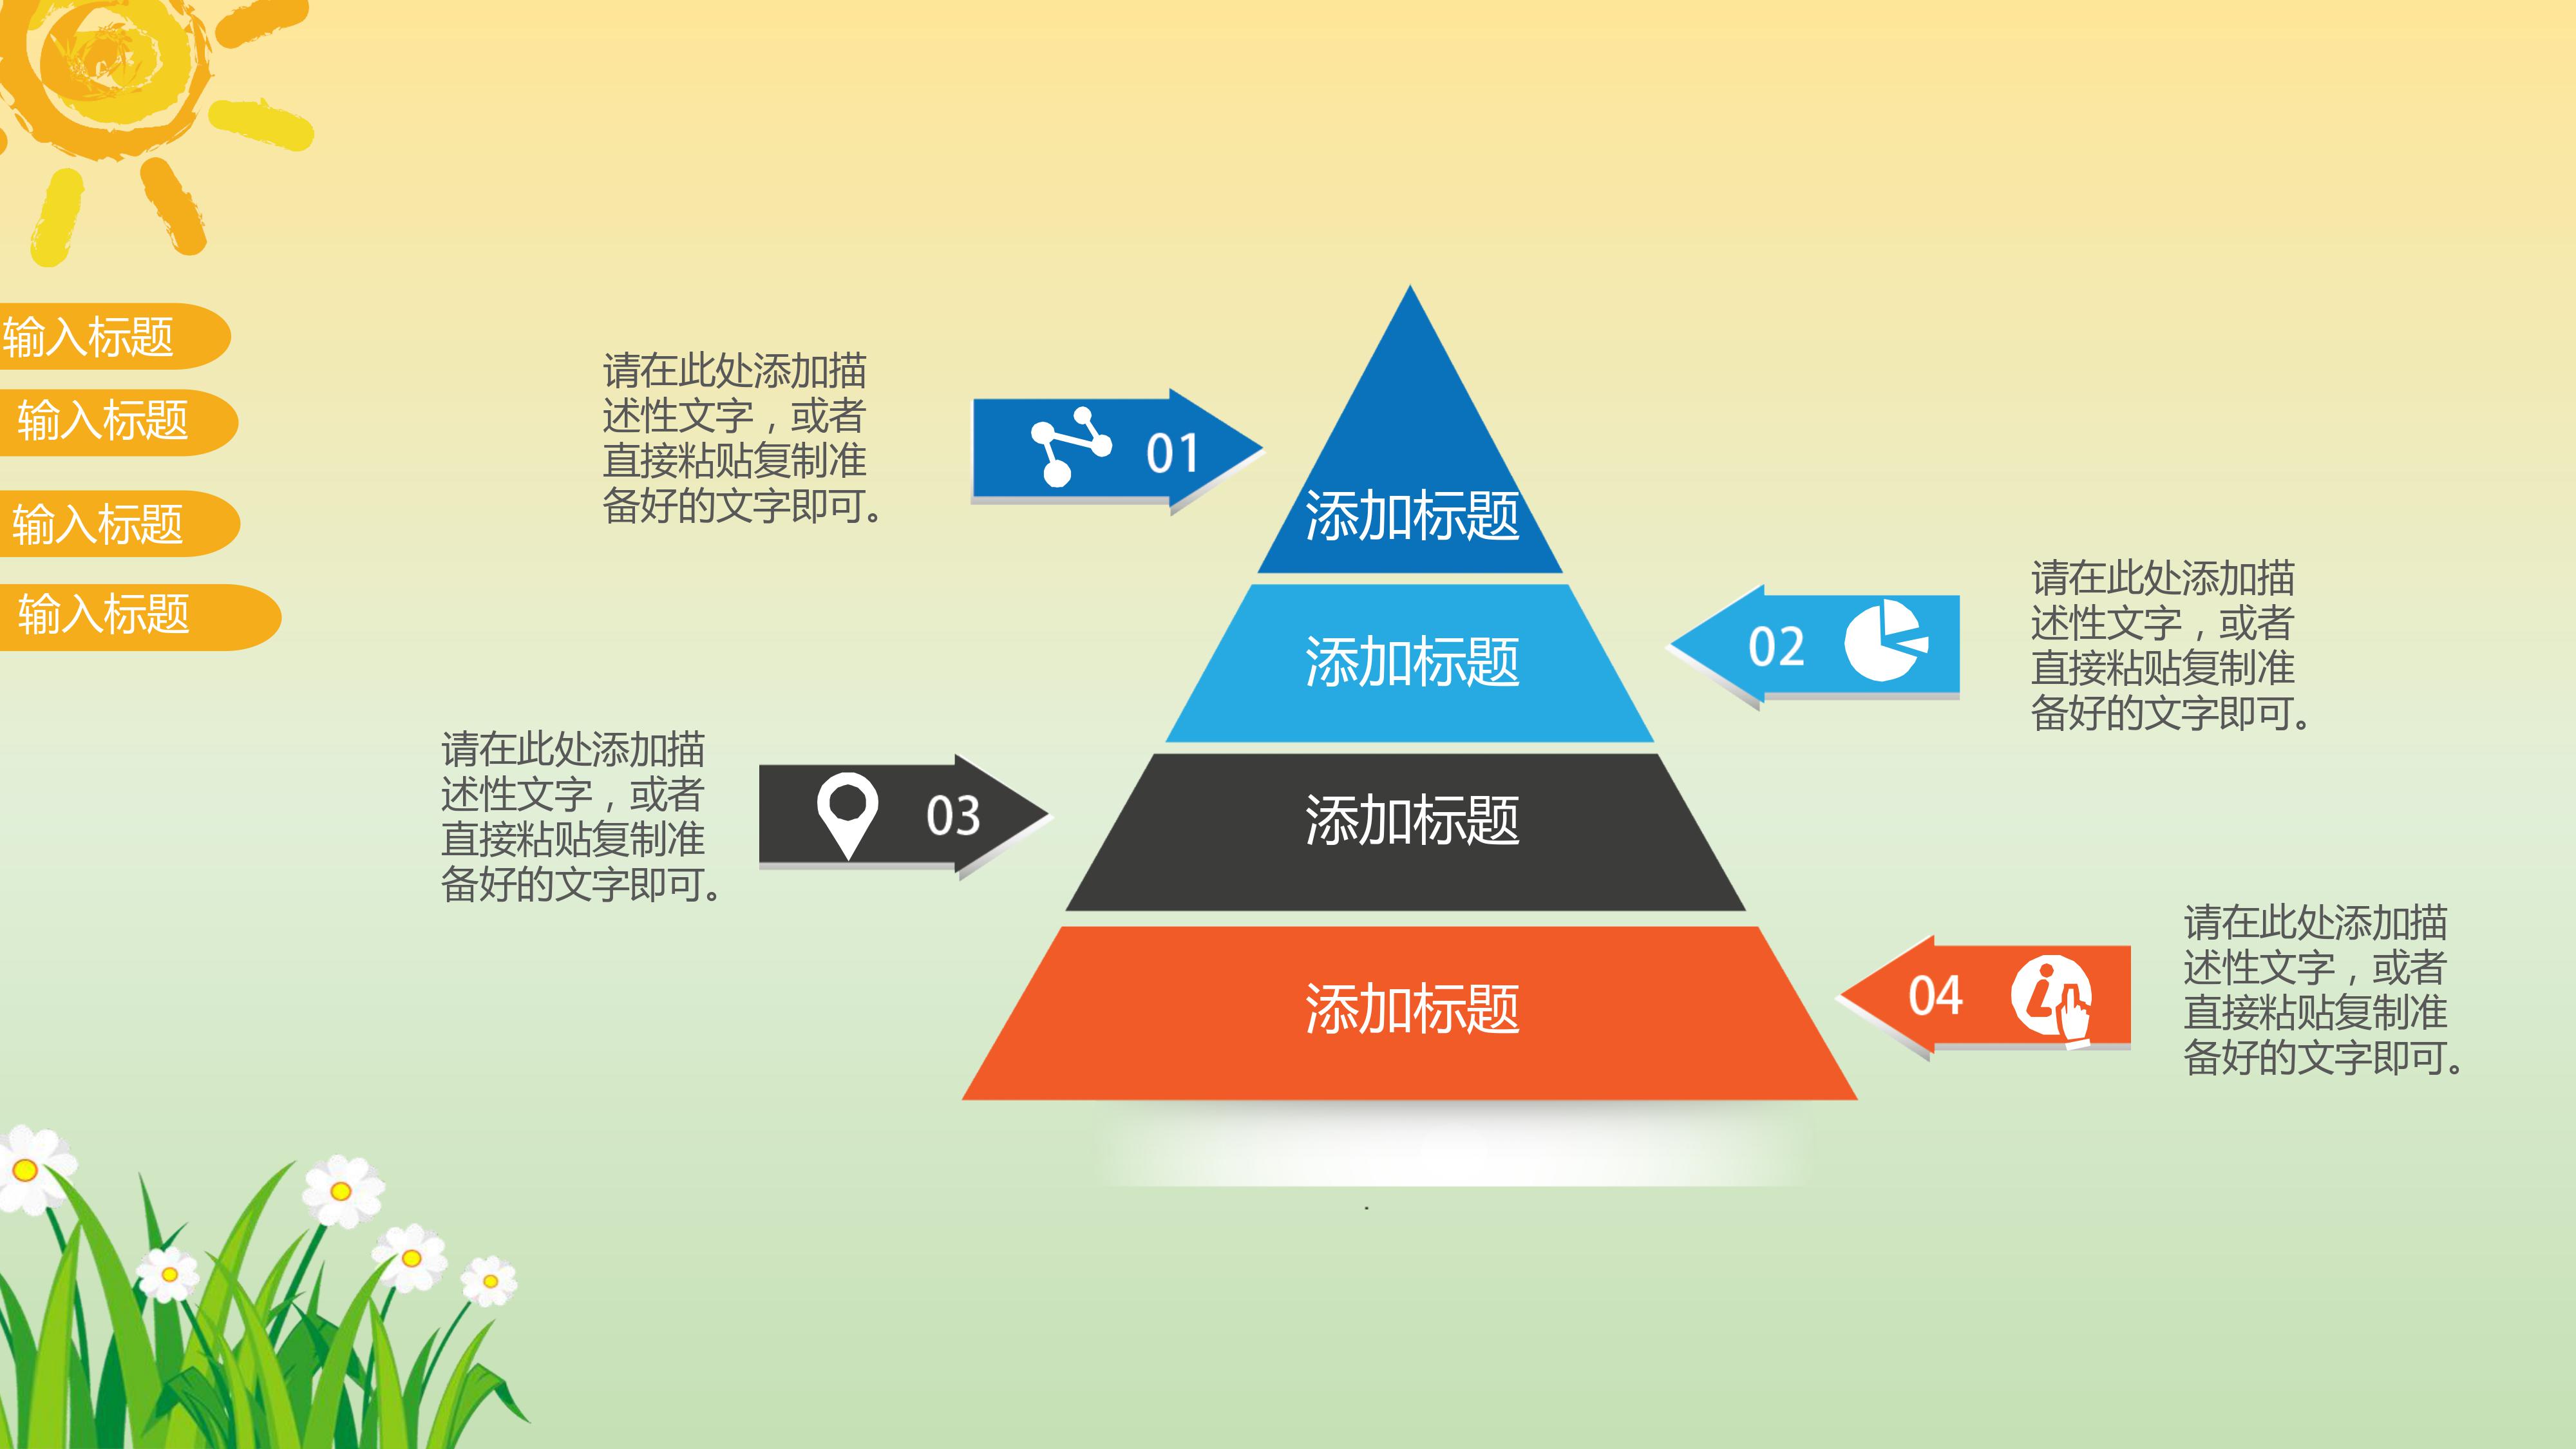 输入标题
输入标题
输入标题
输入标题
请在此处添加描
述性文字，或者
直接粘贴复制准
备好的文字即可。
01
添加标题
添加标题
02
请在此处添加描
述性文字，或者
直接粘贴复制准
备好的文字即可。
请在此处添加描
述性文字，或者
直接粘贴复制准
备好的文字即可。
03
添加标题
添加标题
04
请在此处添加描
述性文字，或者
直接粘贴复制准
备好的文字即可。